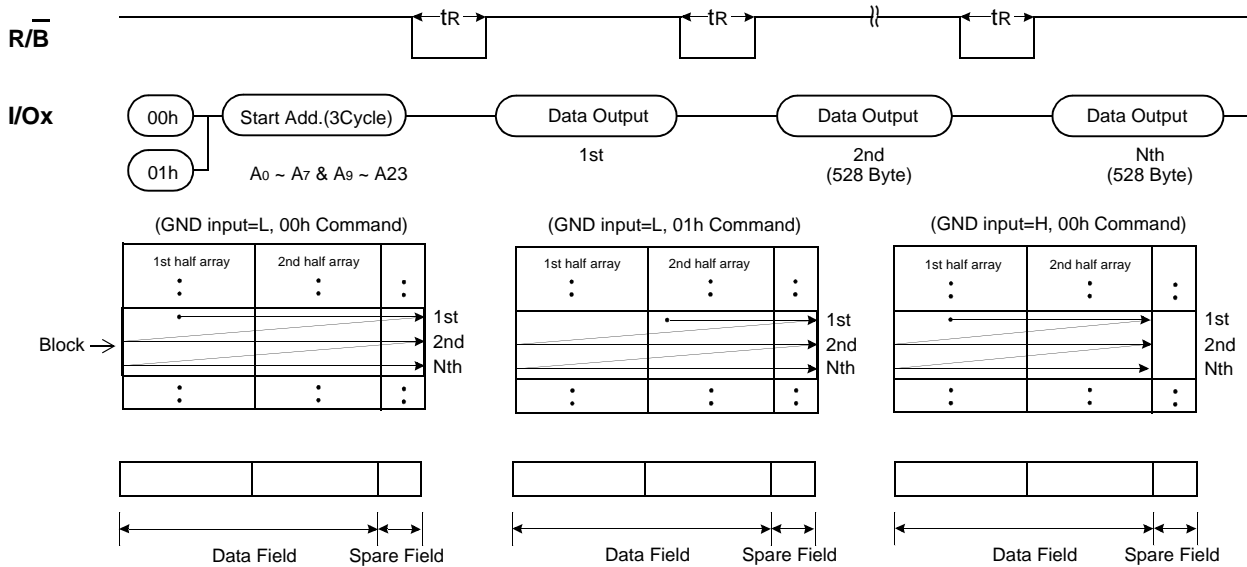 R/B
tR
tR
tR
I/Ox
00h
Start Add.(3Cycle)
Data Output
Data Output
Data Output
01h
A0 ~ A7 & A9 ~ A23
1st
2nd
(528 Byte)
Nth
(528 Byte)
(GND input=L, 00h Command)
1st half array
2nd half array
1st
2nd
Nth
Block
Data Field
Spare Field
(GND input=L, 01h Command)
1st half array
2nd half array
1st
2nd
Nth
Data Field
Spare Field
(GND input=H, 00h Command)
1st half array
2nd half array
1st
2nd
Nth
Data Field
Spare Field